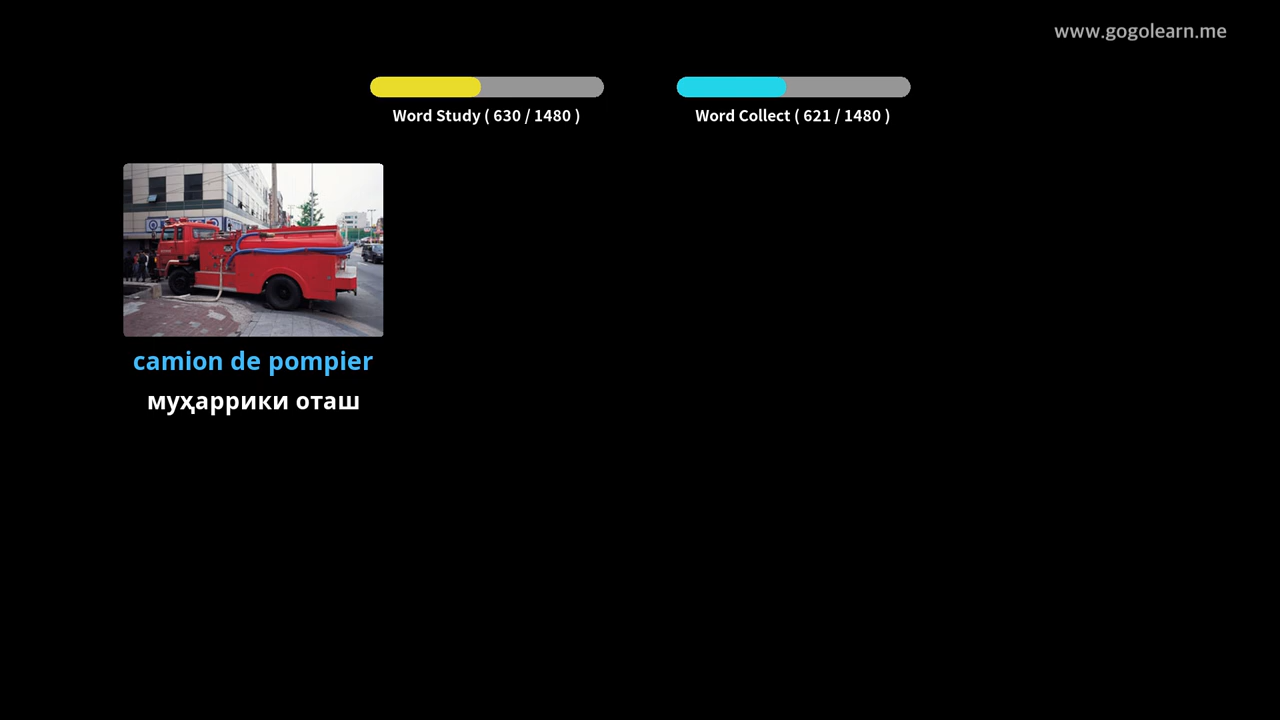 www.gogolearn.me
Word Study ( 630 / 1480 )
Word Collect ( 621 / 1480 )
camion de pompier
муҳаррики оташ